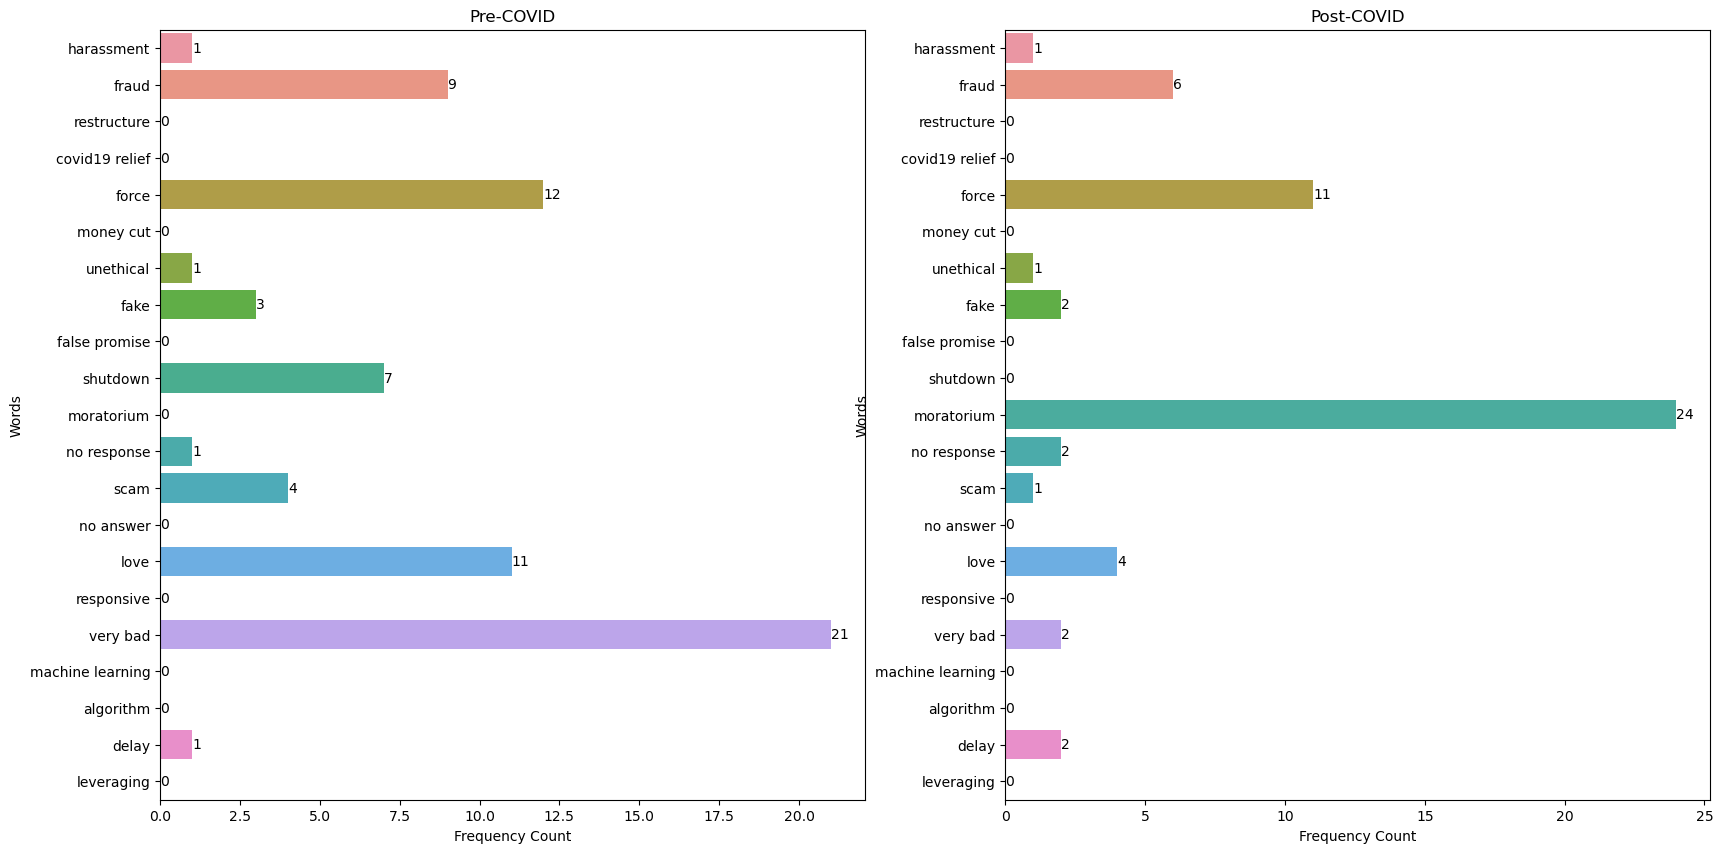 Pre-COVID
Words
harassment 1
fraud 9
restructure 0
covid19 relief 0
force 12
money cut 0
unethical 1
fake 3
false promise 0
shutdown 7
moratorium 0
no response 1
scam 4
no answer 0
love 11
responsive 0
very bad 21
machine learning 0
algorithm 0
delay 1
leveraging 0
0.0 2.5 5.0 7.5 10.0 12.5 15.0 17.5 20.0
Frequency Count
Post-COVID
Words
harassment 1
fraud 6
restructure 0
covid19 relief 0
force 11
money cut 0
unethical 1
fake 2
false promise 0
shutdown 0
moratorium 24
no response 2
scam 1
no answer 0
love 4
responsive 0
very bad 2
machine learning 0
algorithm 0
delay 2
leveraging 0
0 5 10 15 20 25
Frequency Count